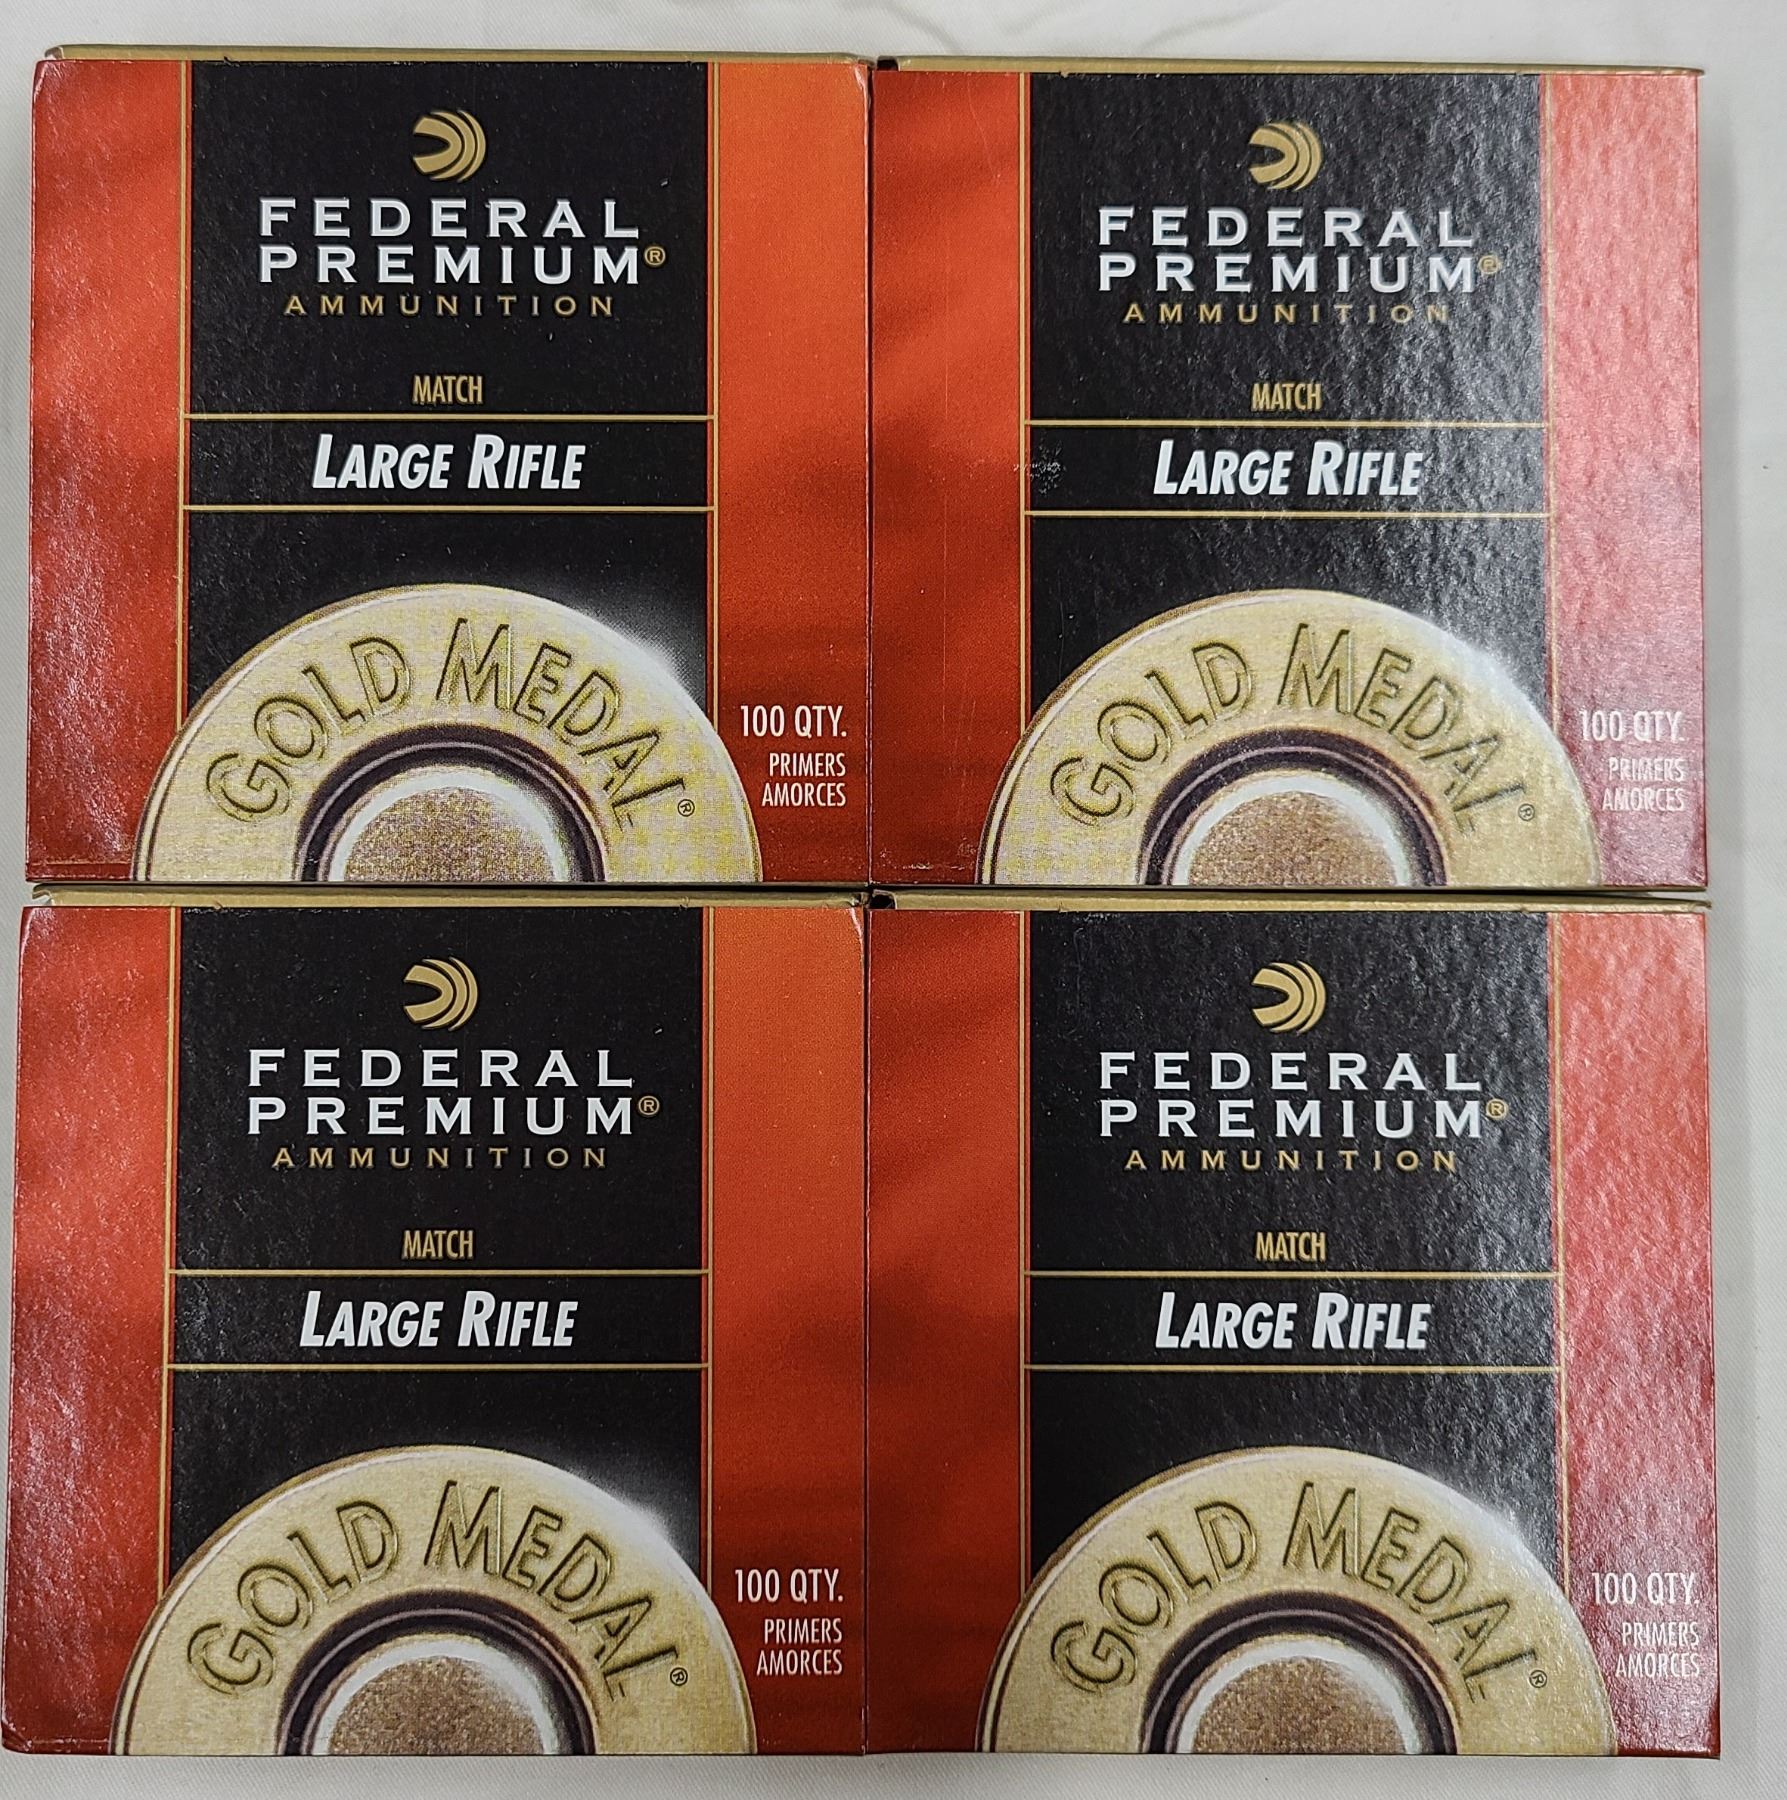 FEDERAL
PREMIUM®
AMMUNITION
MATCH
LARGE RIFLE
GOLD MEDAL®
100 QTY.
PRIMERS
AMORCES
FEDERAL
PREMIUM®
AMMUNITION
MATCH
LARGE RIFLE
GOLD MEDAL®
100 QTY.
PRIMERS
AMORCES
FEDERAL
PREMIUM®
AMMUNITION
MATCH
LARGE RIFLE
GOLD MEDAL®
100 QTY.
PRIMERS
AMORCES
FEDERAL
PREMIUM®
AMMUNITION
MATCH
LARGE RIFLE
GOLD MEDAL®
100 QTY.
PRIMERS
AMORCES